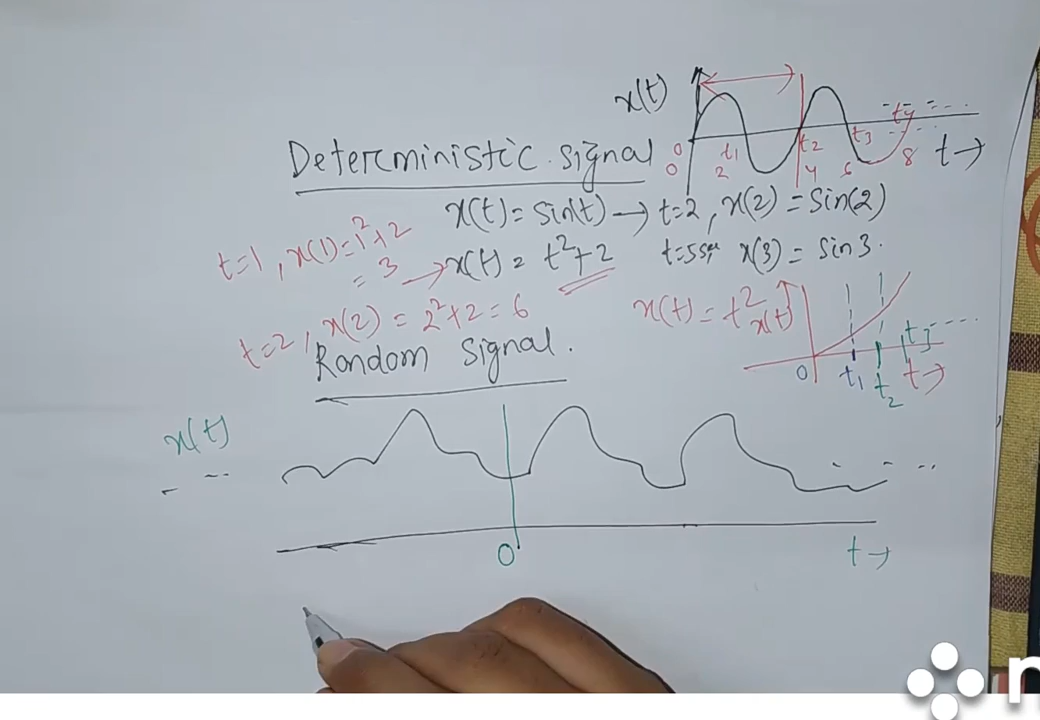 x(t)
Deterministic signal
0 t1 t2 t3 t4 t→
0 2 4 6 8
x(t) = sin(t) → t=2, x(2) = sin(2)
t=1, x(1)=1²+2
= 3 → x(t) = t²+2
x(3) = sin 3.
t=2, x(2) = 2²+2 = 6
x(t) = t²
x(t)
0 t1 t2 t3 t→
Random signal.
x(t)
0 t→